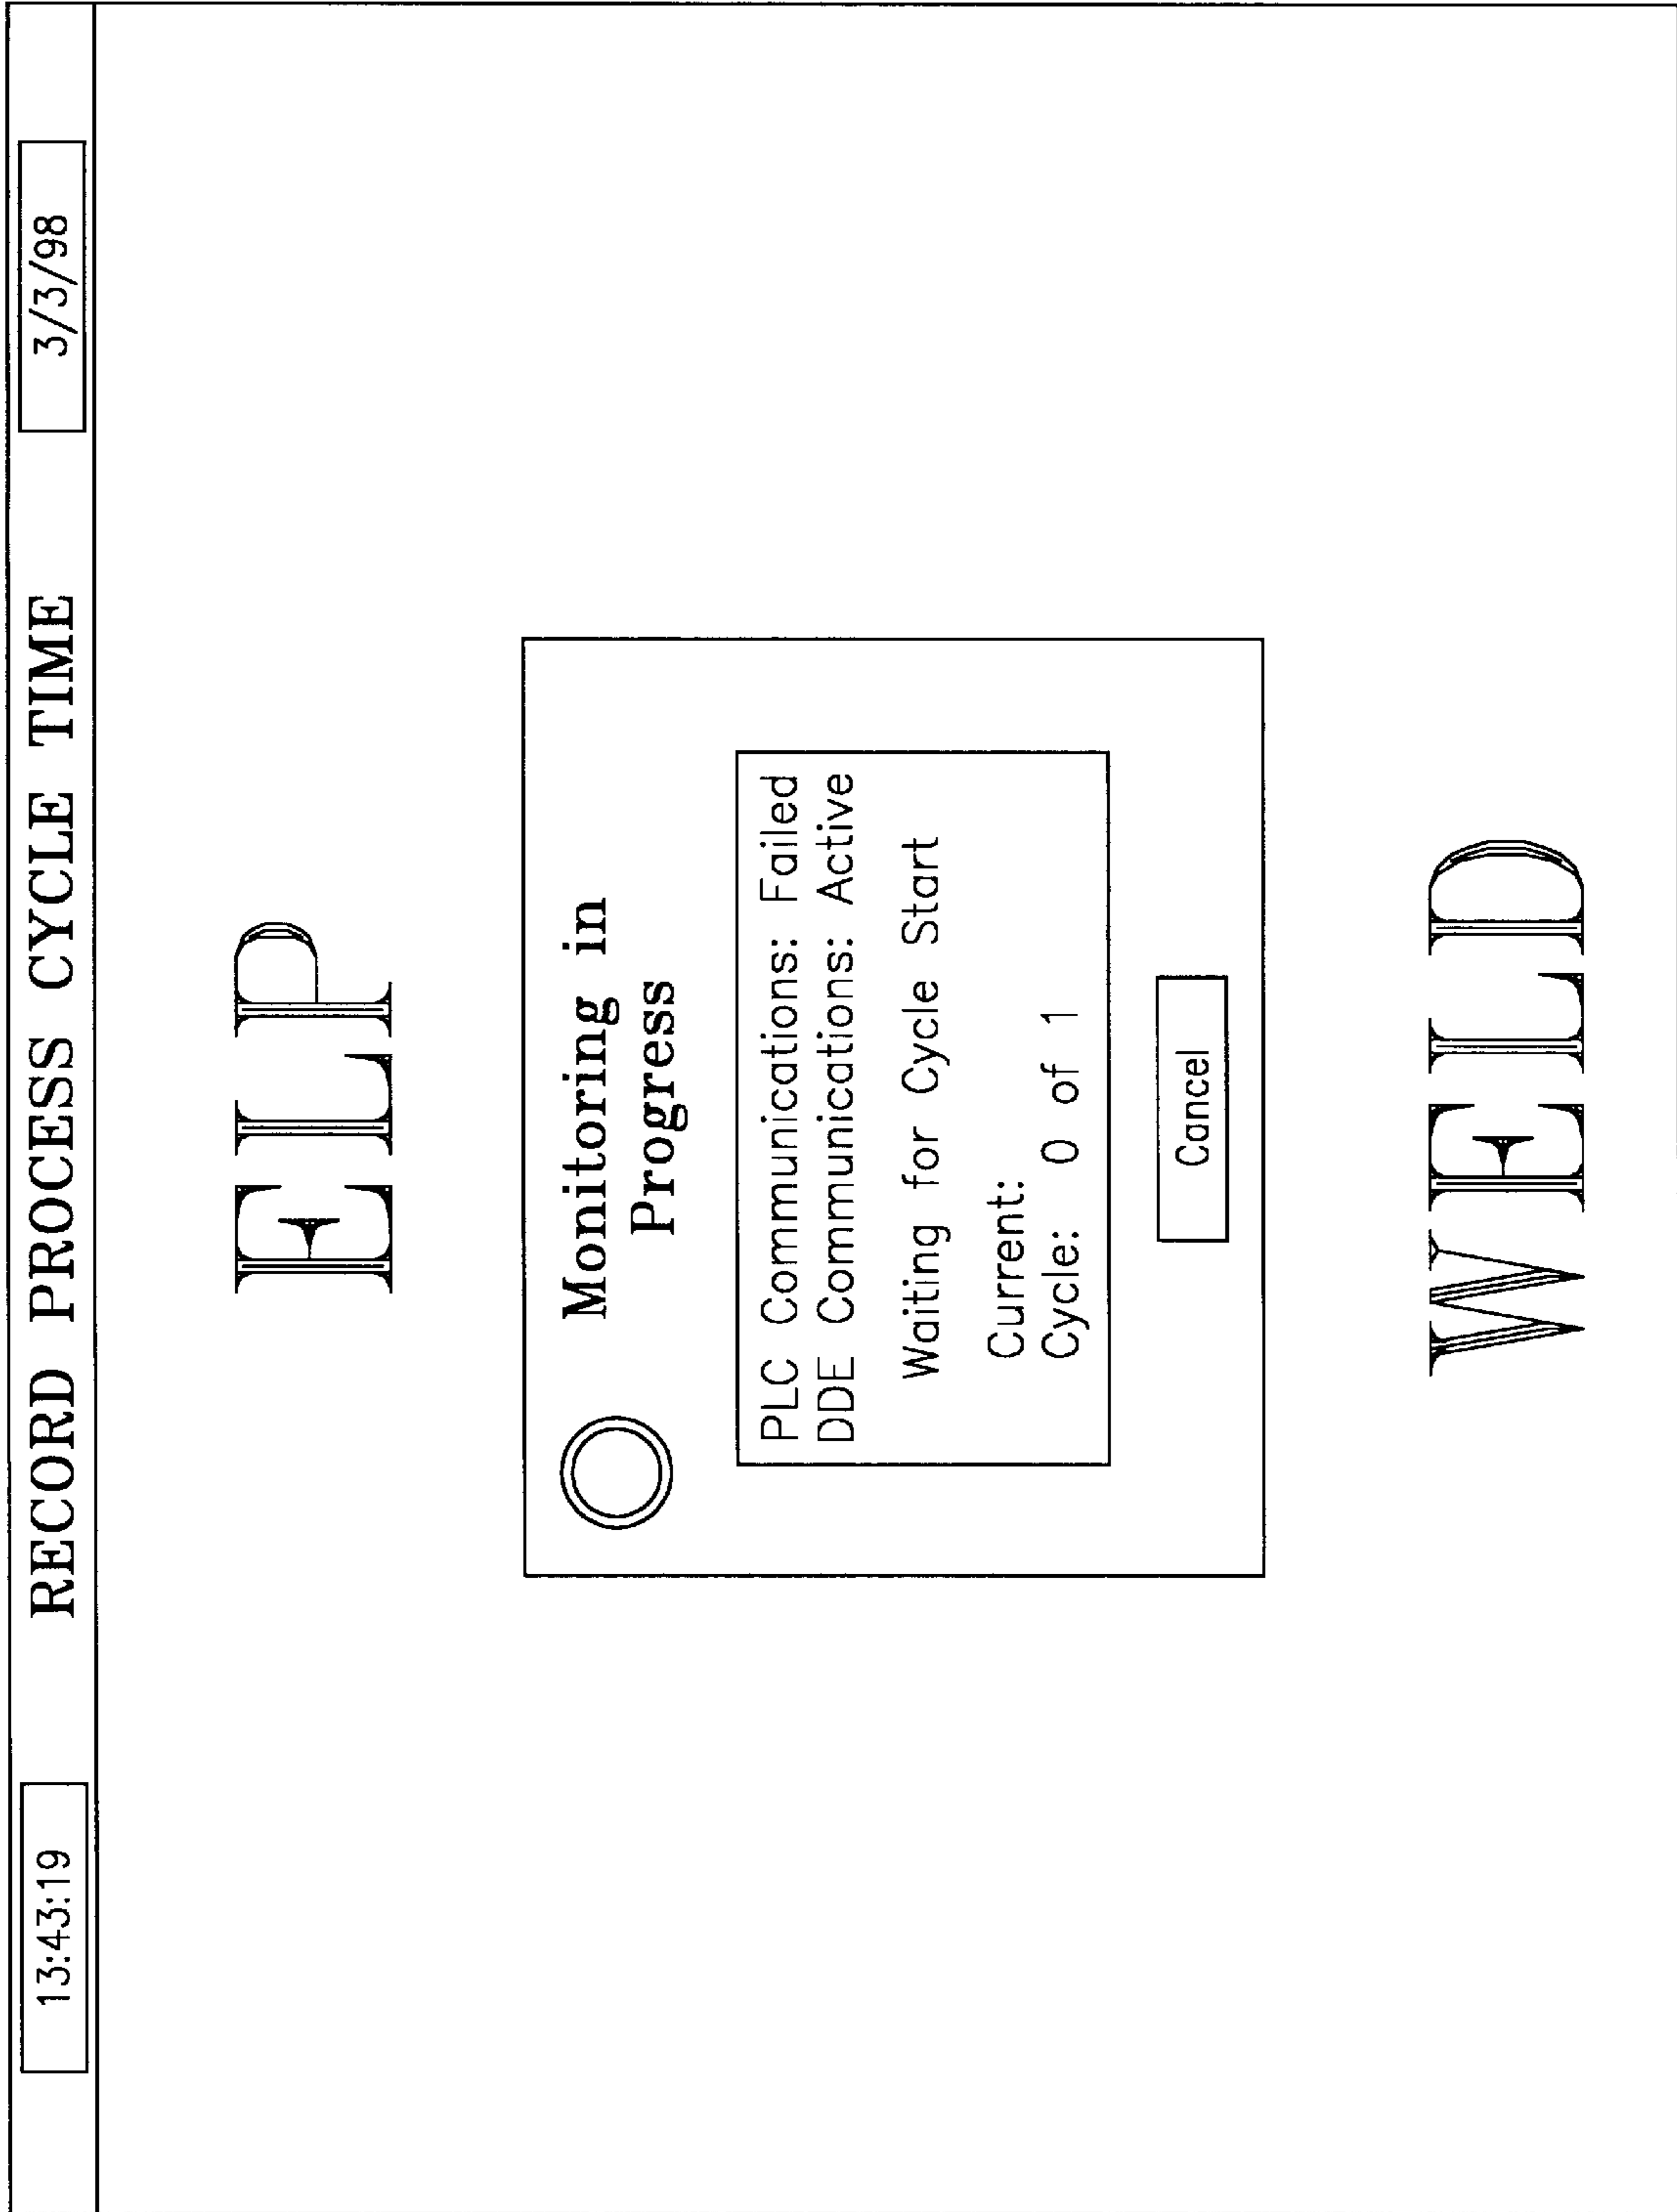 13:43:19
RECORD PROCESS CYCLE TIME
3/3/98
ELP
Monitoring in
Progress
PLC Communications: Failed
DDE Communications: Active
Waiting for Cycle Start
Current:
Cycle: 0 of 1
Cancel
WELD